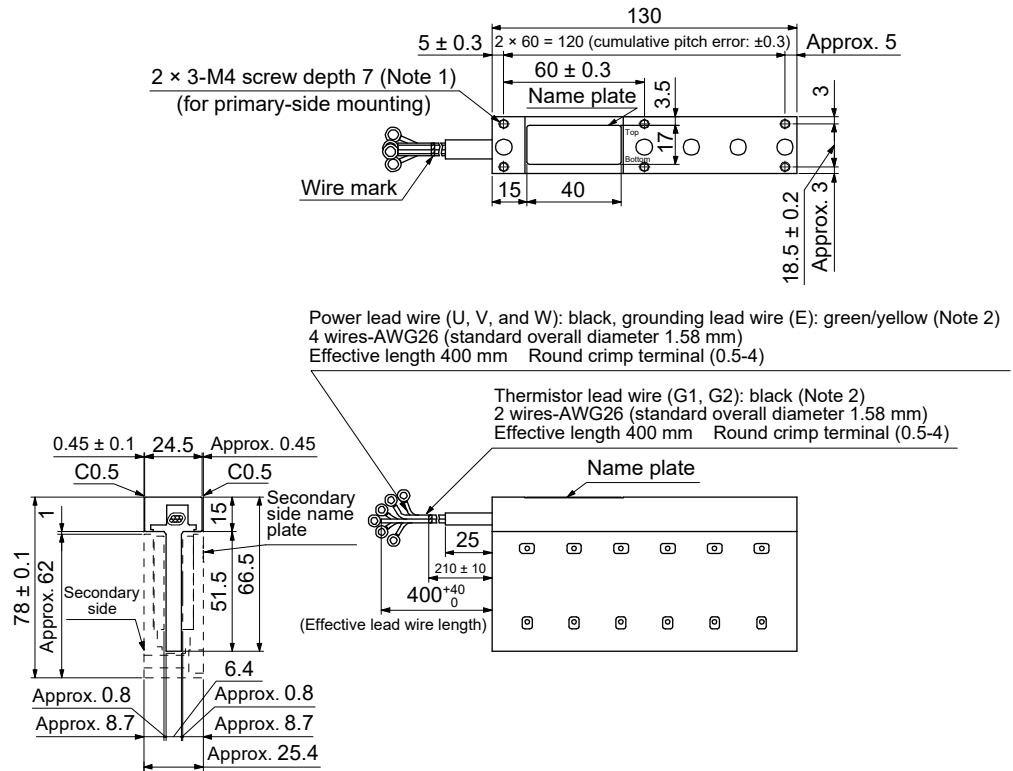 130
5 ± 0.3
2 × 60 = 120 (cumulative pitch error: ±0.3)
Approx. 5
2 × 3-M4 screw depth 7 (Note 1)
(for primary-side mounting)
60 ± 0.3
Name plate
3.5
3
Top
17
Bottom
Wire mark
15
40
18.5 ± 0.2
Approx. 3
Power lead wire (U, V, and W): black, grounding lead wire (E): green/yellow (Note 2)
4 wires-AWG26 (standard overall diameter 1.58 mm)
Effective length 400 mm Round crimp terminal (0.5-4)
Thermistor lead wire (G1, G2): black (Note 2)
2 wires-AWG26 (standard overall diameter 1.58 mm)
Effective length 400 mm Round crimp terminal (0.5-4)
0.45 ± 0.1
24.5
Approx. 0.45
C0.5
C0.5
Name plate
Secondary
side name
plate
1
15
25
210 ± 10
400+40 0
(Effective lead wire length)
78 ± 0.1
Approx. 62
Secondary
side
51.5
66.5
6.4
Approx. 0.8
Approx. 0.8
Approx. 8.7
Approx. 8.7
Approx. 25.4